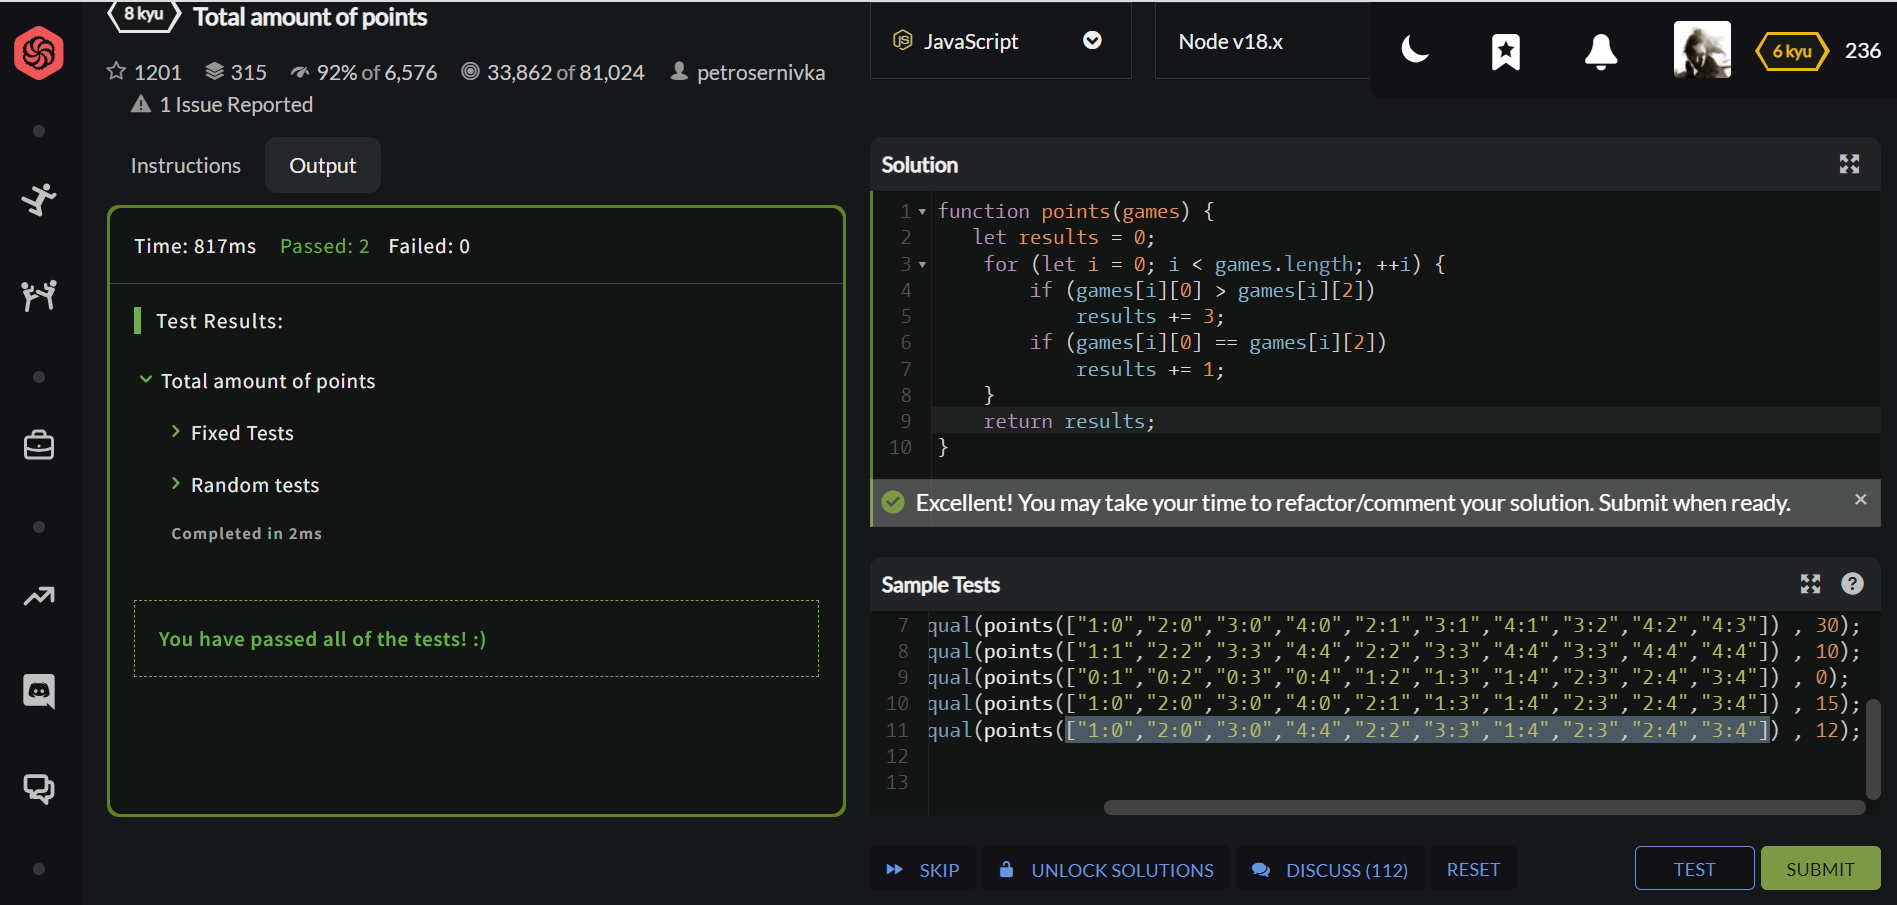 8 kyu Total amount of points
1201 315 92% of 6,576 33,862 of 81,024 petrosernivka
1 Issue Reported
JavaScript
Node v18.x
6 kyu 236
Instructions Output
Time: 817ms Passed: 2 Failed: 0
Test Results:
Total amount of points
Fixed Tests
Random tests
Completed in 2ms
You have passed all of the tests! :)
Solution
1 function points(games) {
2 let results = 0;
3 for (let i = 0; i < games.length; ++i) {
4 if (games[i][0] > games[i][2])
5 results += 3;
6 if (games[i][0] == games[i][2])
7 results += 1;
8 }
9 return results;
10 }
Excellent! You may take your time to refactor/comment your solution. Submit when ready.
Sample Tests
7 qual(points(["1:0","2:0","3:0","4:0","2:1","3:1","4:1","3:2","4:2","4:3"]) , 30);
8 qual(points(["1:1","2:2","3:3","4:4","2:2","3:3","4:4","3:3","4:4","4:4"]) , 10);
9 qual(points(["0:1","0:2","0:3","0:4","1:2","1:3","1:4","2:3","2:4","3:4"]) , 0);
10 qual(points(["1:0","2:0","3:0","4:0","2:1","1:3","1:4","2:3","2:4","3:4"]) , 15);
11 qual(points(["1:0","2:0","3:0","4:4","2:2","3:3","1:4","2:3","2:4","3:4"]) , 12);
12
13
SKIP UNLOCK SOLUTIONS DISCUSS (112) RESET TEST SUBMIT